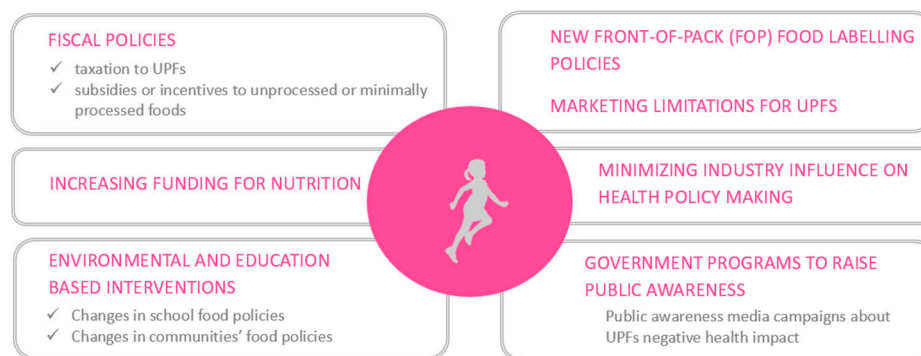 FISCAL POLICIES
✓ taxation to UPFs
✓ subsidies or incentives to unprocessed or minimally
processed foods
INCREASING FUNDING FOR NUTRITION
ENVIRONMENTAL AND EDUCATION
BASED INTERVENTIONS
✓ Changes in school food policies
✓ Changes in communities' food policies
NEW FRONT-OF-PACK (FOP) FOOD LABELLING
POLICIES
MARKETING LIMITATIONS FOR UPFS
MINIMIZING INDUSTRY INFLUENCE ON
HEALTH POLICY MAKING
GOVERNMENT PROGRAMS TO RAISE
PUBLIC AWARENESS
Public awareness media campaigns about
UPFs negative health impact